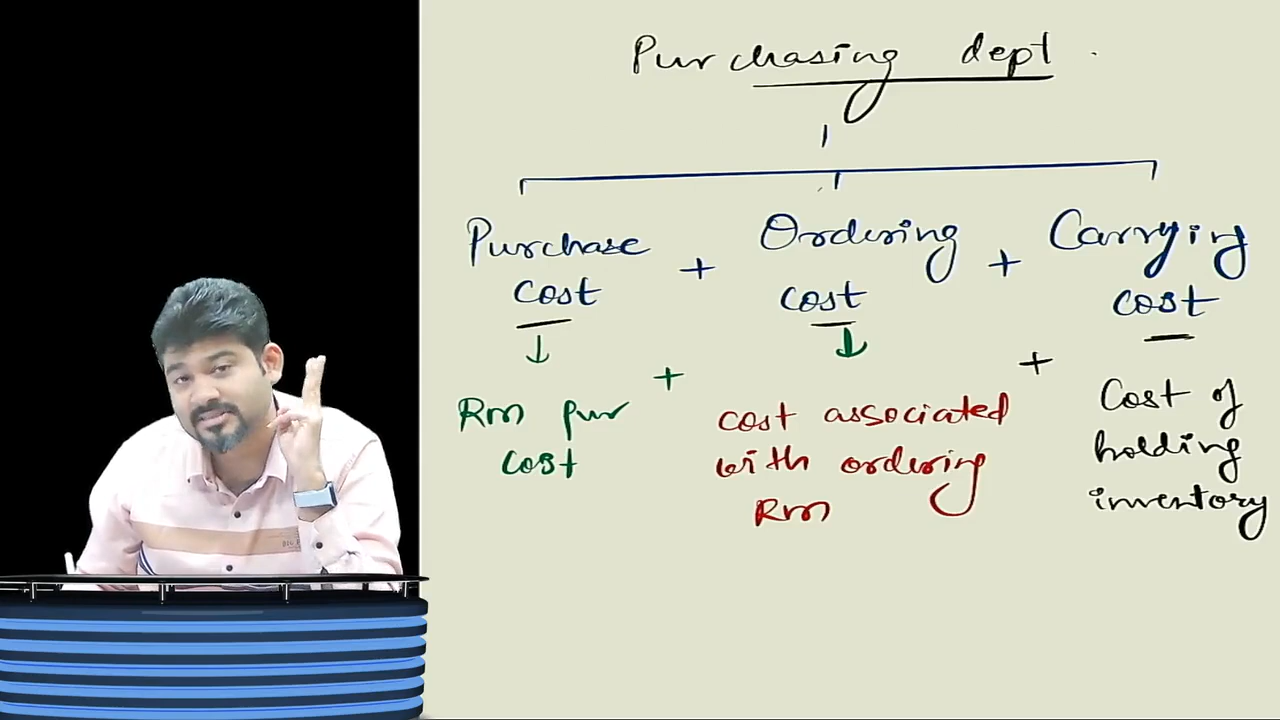 Purchasing dept.
Purchase cost + Ordering cost + Carrying cost
Rm pur cost + cost associated with ordering Rm + Cost of holding inventory